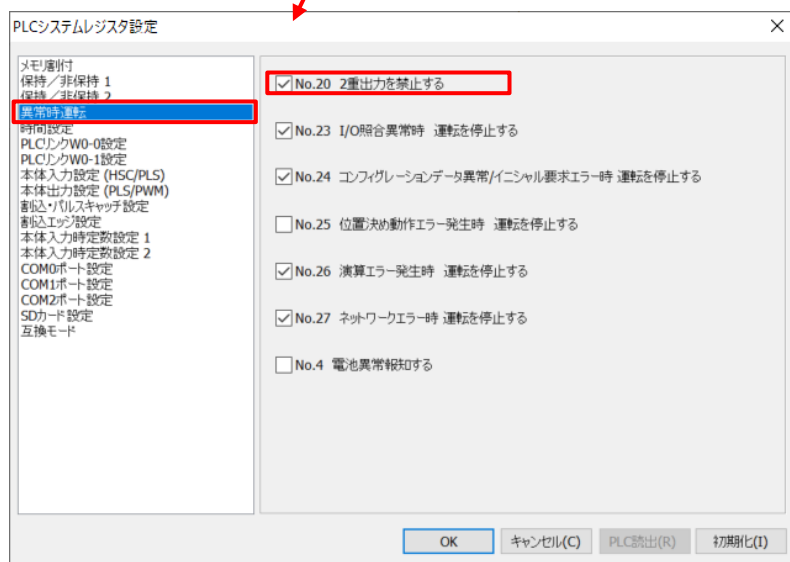 PLCシステムレジスタ設定
メモリ割付
保持／非保持 1
保持／非保持 2
異常時運転
時間設定
PLCリンクW0-0設定
PLCリンクW0-1設定
本体入力設定 (HSC/PLS)
本体出力設定 (PLS/PWM)
割込・パルスキャッチ設定
割込エッジ設定
本体入力時定数設定 1
本体入力時定数設定 2
COM0ポート設定
COM1ポート設定
COM2ポート設定
SDカード設定
互換モード
No.20 2重出力を禁止する
No.23 I/O照合異常時 運転を停止する
No.24 コンフィグレーションデータ異常/イニシャル要求エラー時 運転を停止する
No.25 位置決め動作エラー発生時 運転を停止する
No.26 演算エラー発生時 運転を停止する
No.27 ネットワークエラー時 運転を停止する
No.4 電池異常報知する
OK キャンセル(C) PLC読出(R) 初期化(I)